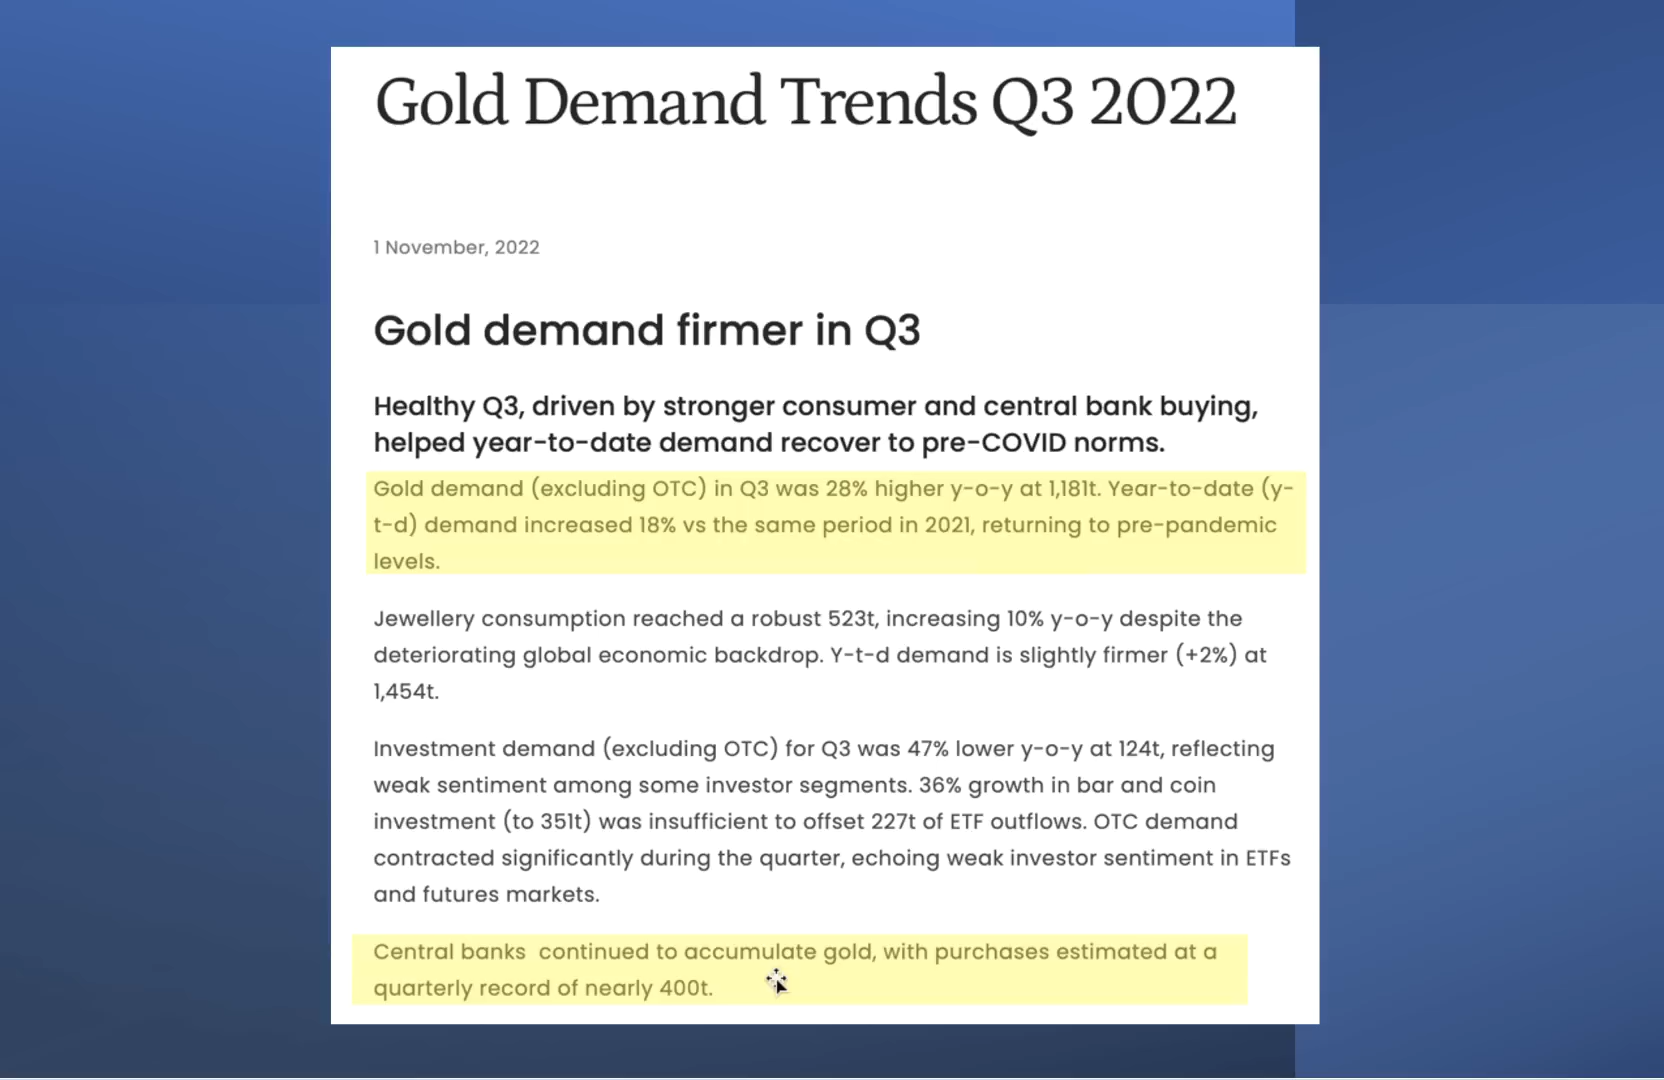 Gold Demand Trends Q3 2022
1 November, 2022
Gold demand firmer in Q3
Healthy Q3, driven by stronger consumer and central bank buying,
helped year-to-date demand recover to pre-COVID norms.
Gold demand (excluding OTC) in Q3 was 28% higher y-o-y at 1,181t. Year-to-date (y-
t-d) demand increased 18% vs the same period in 2021, returning to pre-pandemic
levels.
Jewellery consumption reached a robust 523t, increasing 10% y-o-y despite the
deteriorating global economic backdrop. Y-t-d demand is slightly firmer (+2%) at
1,454t.
Investment demand (excluding OTC) for Q3 was 47% lower y-o-y at 124t, reflecting
weak sentiment among some investor segments. 36% growth in bar and coin
investment (to 351t) was insufficient to offset 227t of ETF outflows. OTC demand
contracted significantly during the quarter, echoing weak investor sentiment in ETFs
and futures markets.
Central banks  continued to accumulate gold, with purchases estimated at a
quarterly record of nearly 400t.